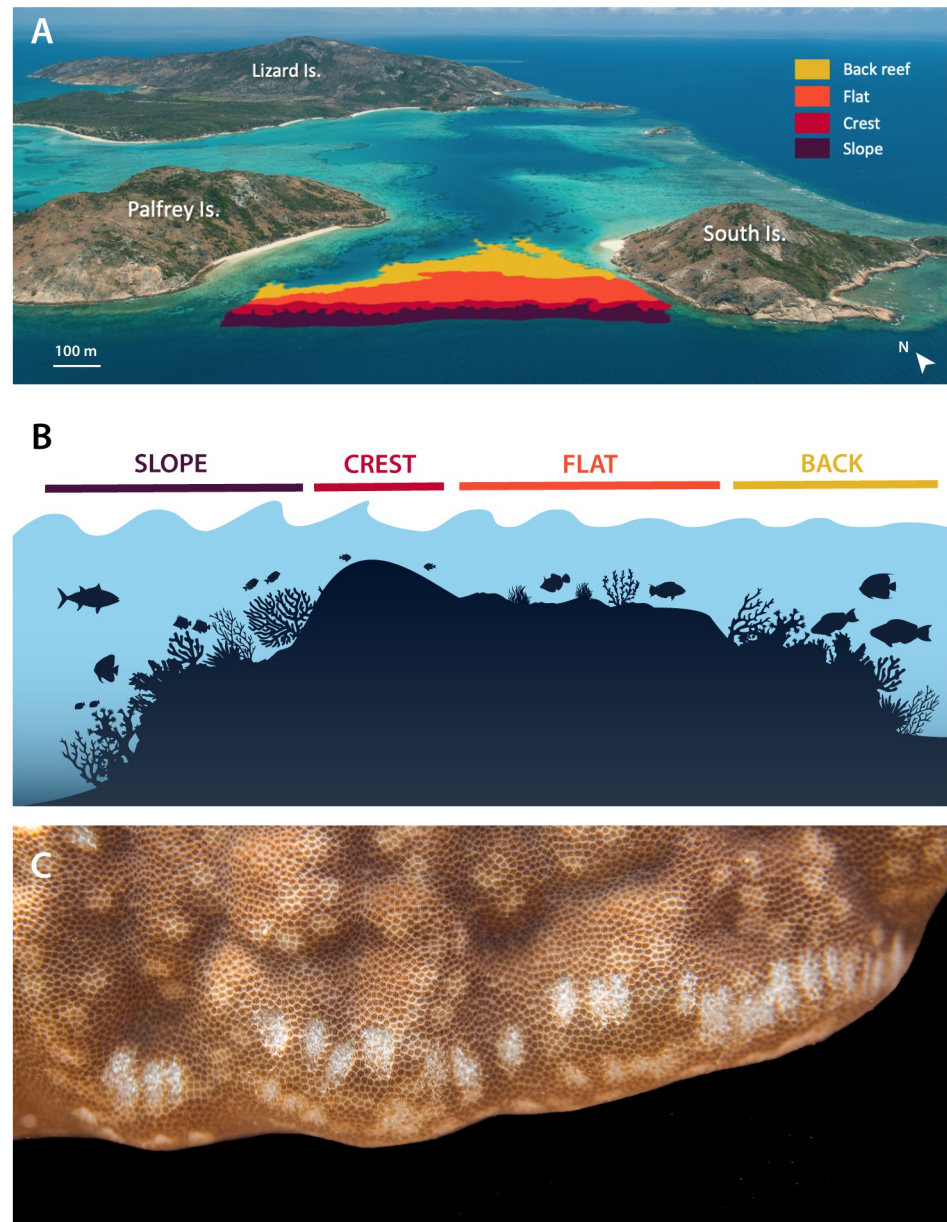 A
Lizard Is.
Back reef
Flat
Crest
Slope
Palfrey Is.
South Is.
100 m
N
B
SLOPE CREST FLAT BACK
C